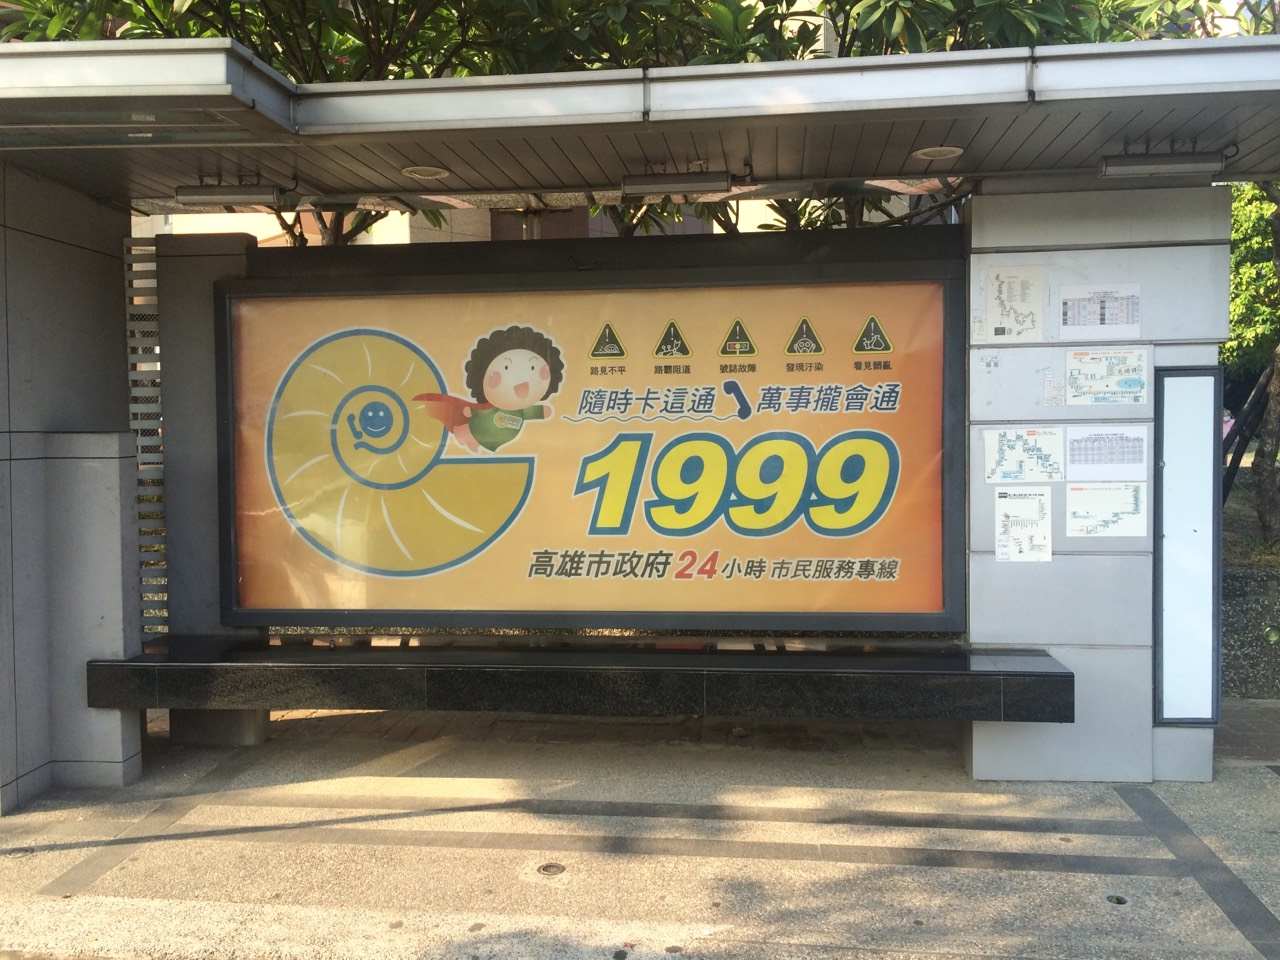 路見不平
路霸阻道
號誌故障
發現汙染
看見髒亂
隨時卡這通 萬事攏會通
1999
高雄市政府24小時市民服務專線